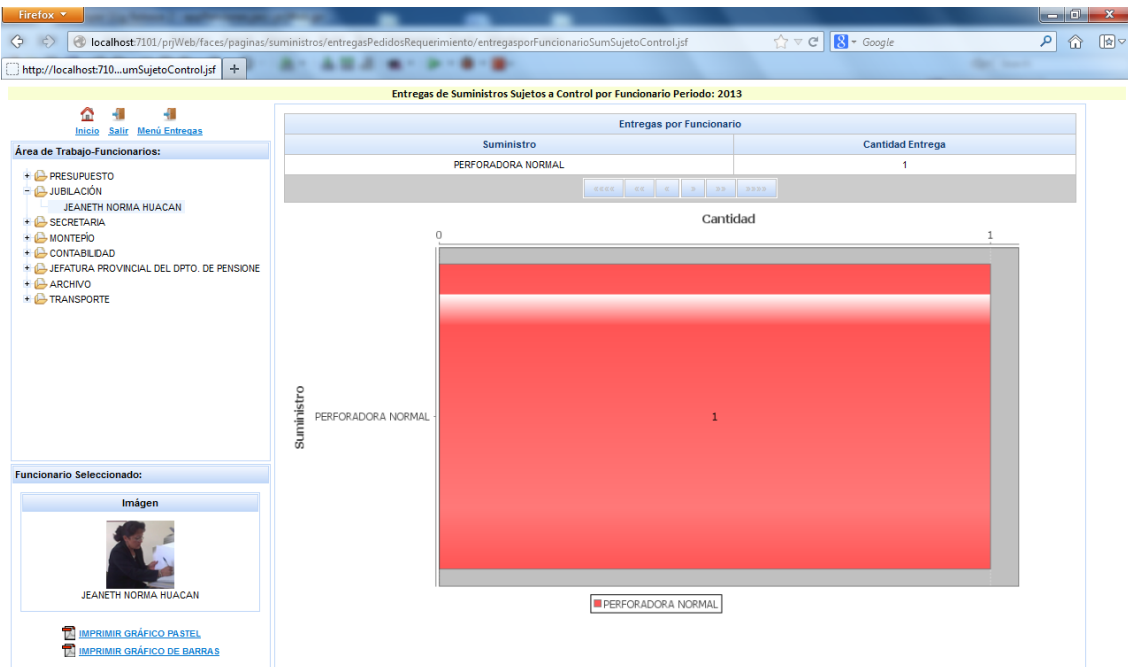 Firefox
localhost:7101/prjWeb/faces/paginas/suministros/entregasPedidosRequerimiento/entregasporFuncionarioSumSujetoControl.jsf
Google
http://localhost:710...umSujetoControl.jsf
Entregas de Suministros Sujetos a Control por Funcionario Periodo: 2013
Inicio Salir Menú Entregas
Área de Trabajo-Funcionarios:
PRESUPUESTO
JUBILACIÓN
JEANETH NORMA HUACAN
SECRETARIA
MONTEPÍO
CONTABILIDAD
JEFATURA PROVINCIAL DEL DPTO. DE PENSIONE
ARCHIVO
TRANSPORTE
Funcionario Seleccionado:
Imágen
JEANETH NORMA HUACAN
IMPRIMIR GRÁFICO PASTEL
IMPRIMIR GRÁFICO DE BARRAS
Entregas por Funcionario
Suministro Cantidad Entrega
PERFORADORA NORMAL 1
«««« «« « » »» »»»»
Cantidad
0 1
Suministro
PERFORADORA NORMAL
1
PERFORADORA NORMAL